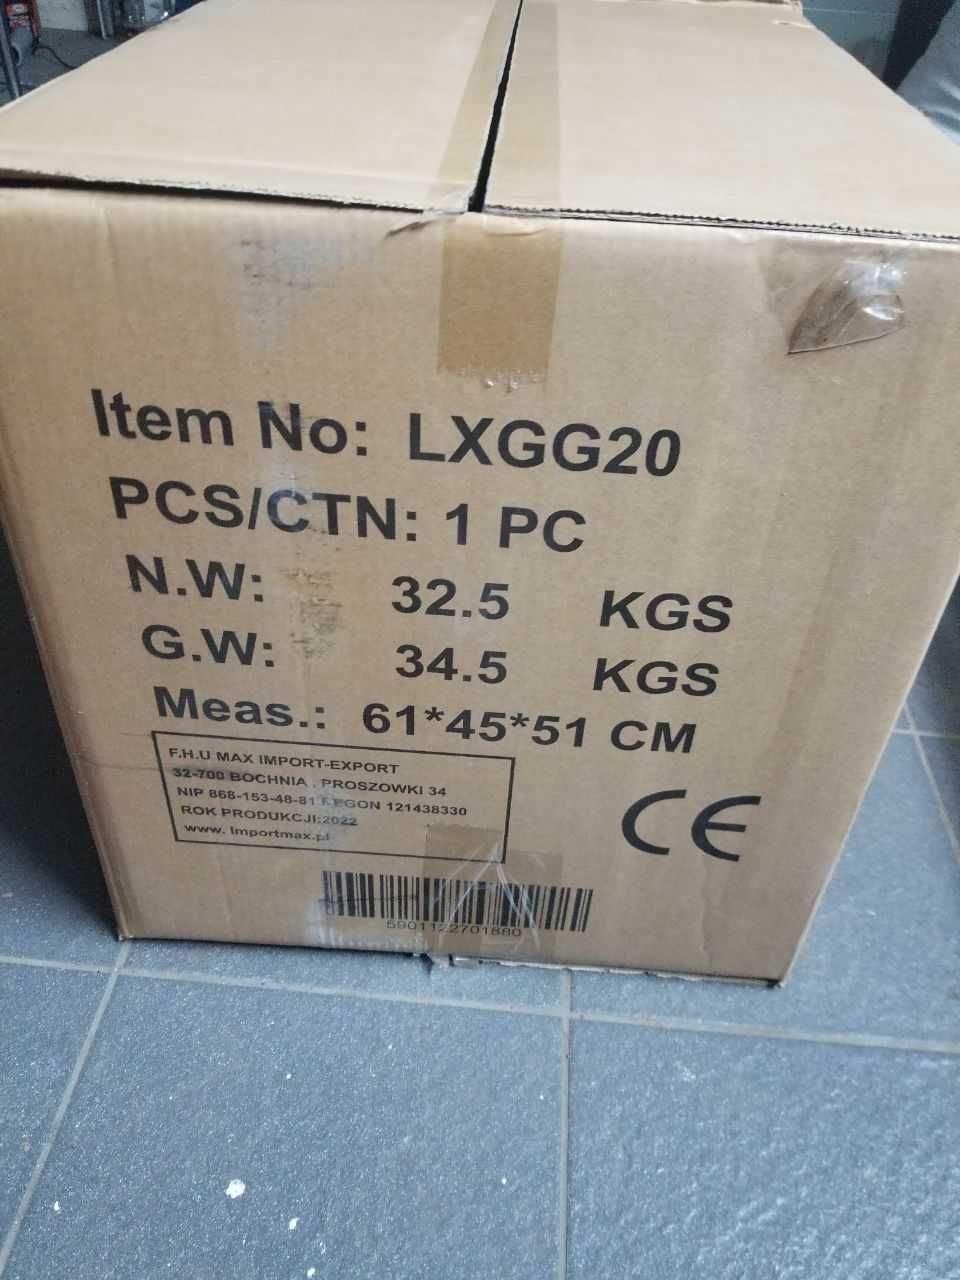 Item No: LXGG20
PCS/CTN: 1 PC
N.W: 32.5 KGS
G.W: 34.5 KGS
Meas.: 61*45*51 CM
F.H.U MAX IMPORT-EXPORT
32-700 BOCHNIA , PROSZOWKI 34
NIP 868-153-48-81 REGON 121438330
ROK PRODUKCJI:2022
www. Importmax.pl
CE
5901122701880